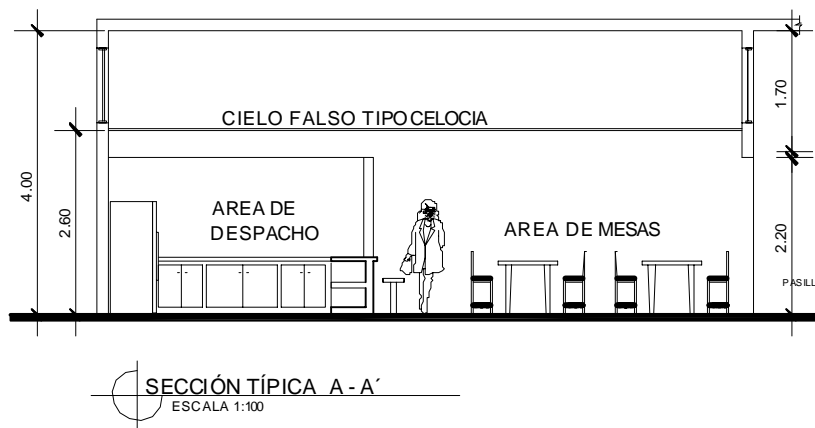 CIELO FALSO TIPO CELOCIA
1.70
4.00
2.60
AREA DE
DESPACHO
AREA DE MESAS
2.20
PASILL
SECCIÓN TÍPICA A - A´
ESCALA 1:100